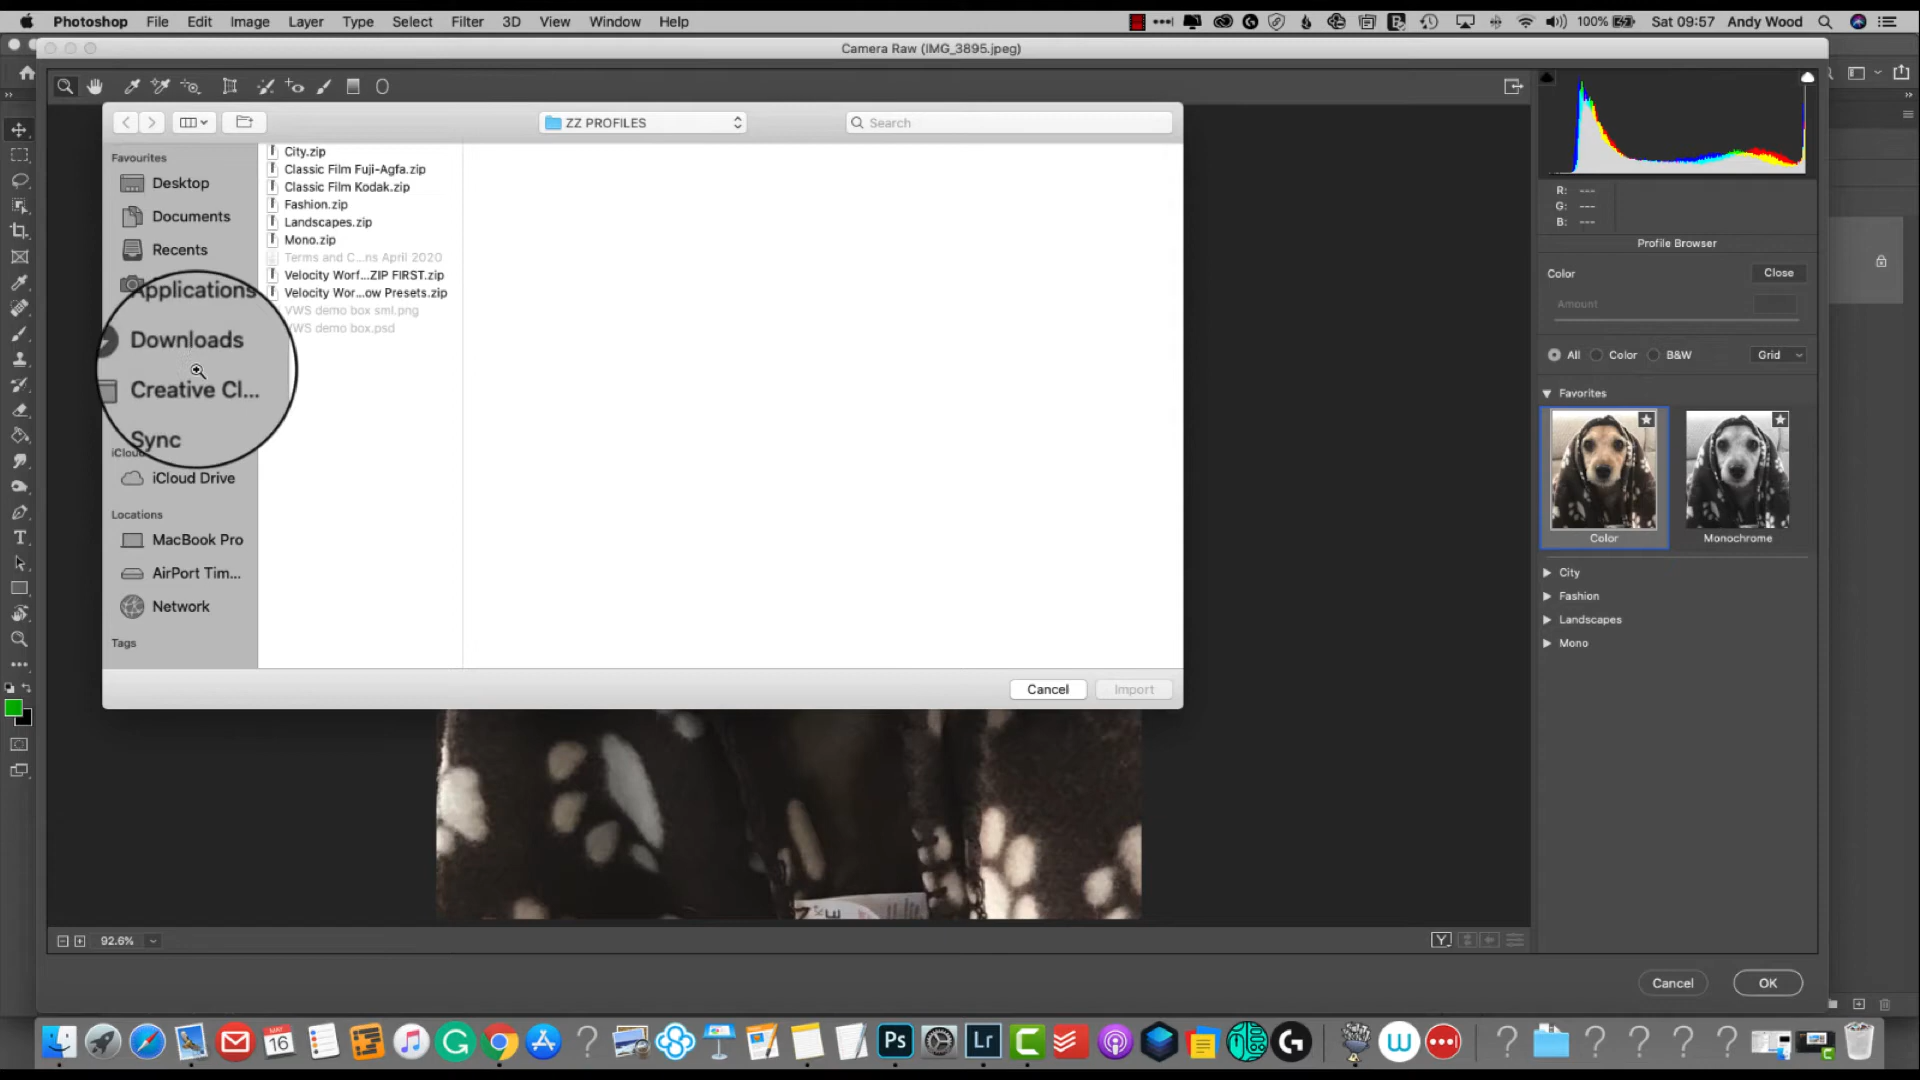 Photoshop File Edit Image Layer Type Select Filter 3D View Window Help 100% Sat 09:57 Andy Wood
Camera Raw (IMG_3895.jpeg)
ZZ PROFILES
Search
Favourites
Desktop
Documents
Recents
Applications
Downloads
Creative Cl...
Sync
iCloud
iCloud Drive
Locations
MacBook Pro
AirPort Tim...
Network
Tags
City.zip
Classic Film Fuji-Agfa.zip
Classic Film Kodak.zip
Fashion.zip
Landscapes.zip
Mono.zip
Terms and C...ns April 2020
Velocity Worf...ZIP FIRST.zip
Velocity Wor...ow Presets.zip
VWS demo box sml.png
VWS demo box.psd
Cancel Import
R: ---
G: ---
B: ---
Profile Browser
Color Close
Amount
All Color B&W Grid
Favorites
Color Monochrome
City
Fashion
Landscapes
Mono
92.6%
Y
Cancel OK
MAY
16
Ps
Lr